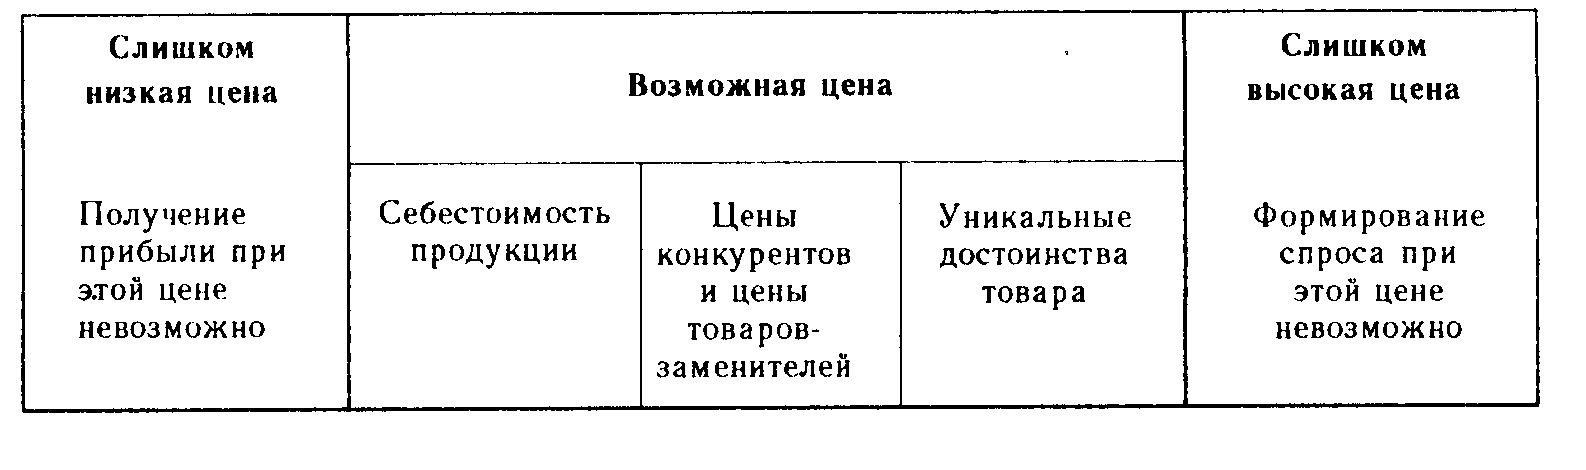 Слишком
низкая цена
Возможная цена
Слишком
высокая цена
Получение
прибыли при
этой цене
невозможно
Себестоимость
продукции
Цены
конкурентов
и цены
товаров-
заменителей
Уникальные
достоинства
товара
Формирование
спроса при
этой цене
невозможно